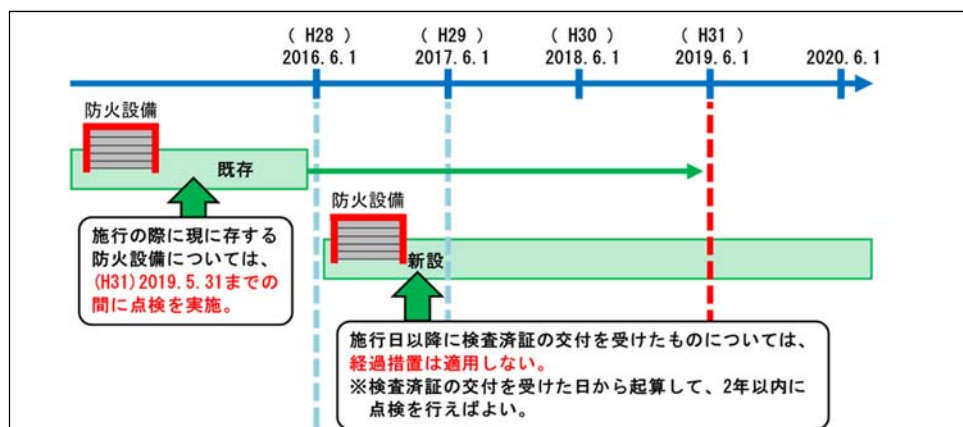 ( H28 ) ( H29 ) ( H30 ) ( H31 )
2016.6.1 2017.6.1 2018.6.1 2019.6.1 2020.6.1
防火設備
既存
防火設備
新設
施行の際に現に存する
防火設備については、
(H31)2019.5.31までの
間に点検を実施。
施行日以降に検査済証の交付を受けたものについては、
経過措置は適用しない。
※検査済証の交付を受けた日から起算して、2年以内に
点検を行えばよい。